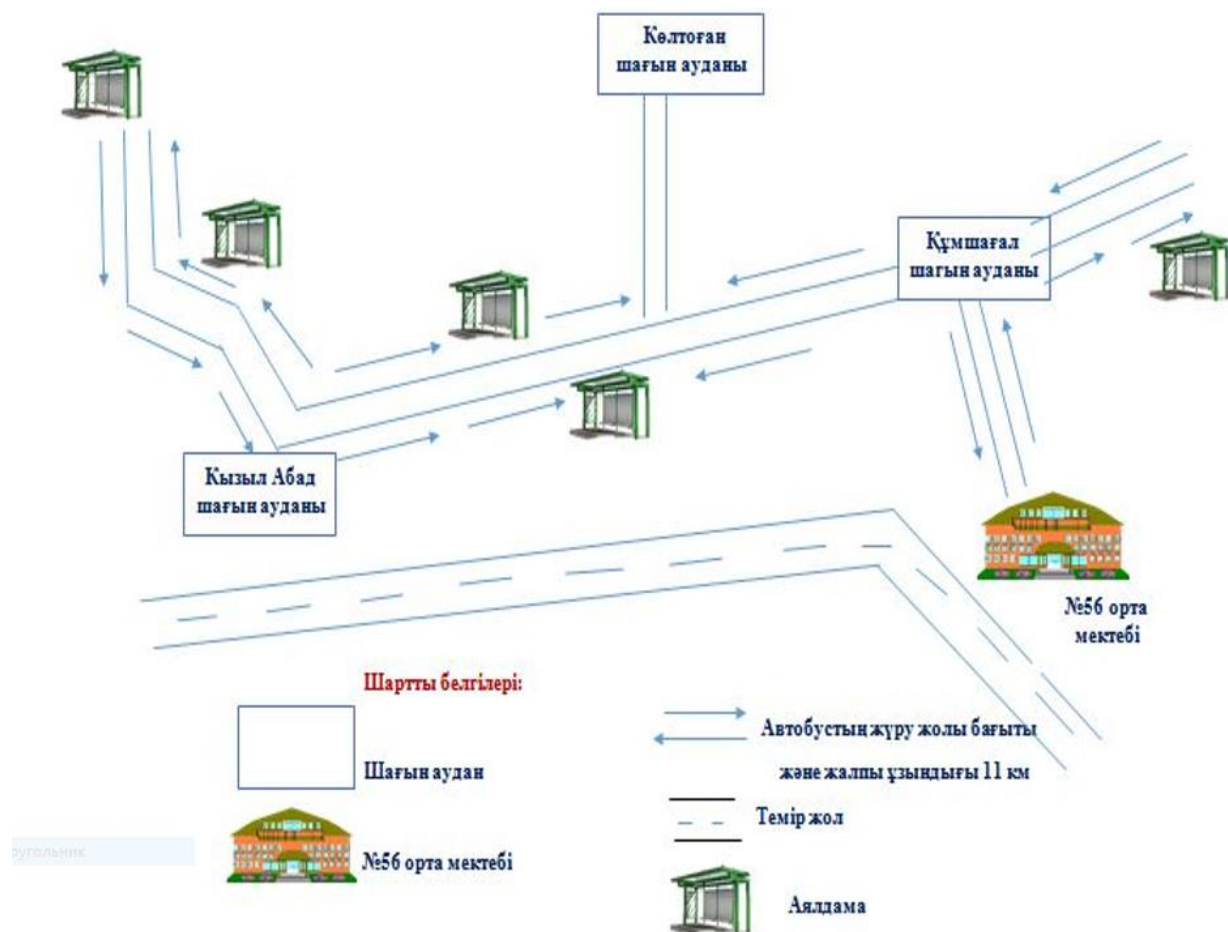 Көлтоған
шағын ауданы
Құмшағал
шағын ауданы
Кызыл Абад
шағын ауданы
№56 орта
мектебі
Шартты белгілері:
Автобустың жүру жолы бағыты
және жалпы ұзындығы 11 км
Шағын аудан
Темір жол
№56 орта мектебі
Аялдама